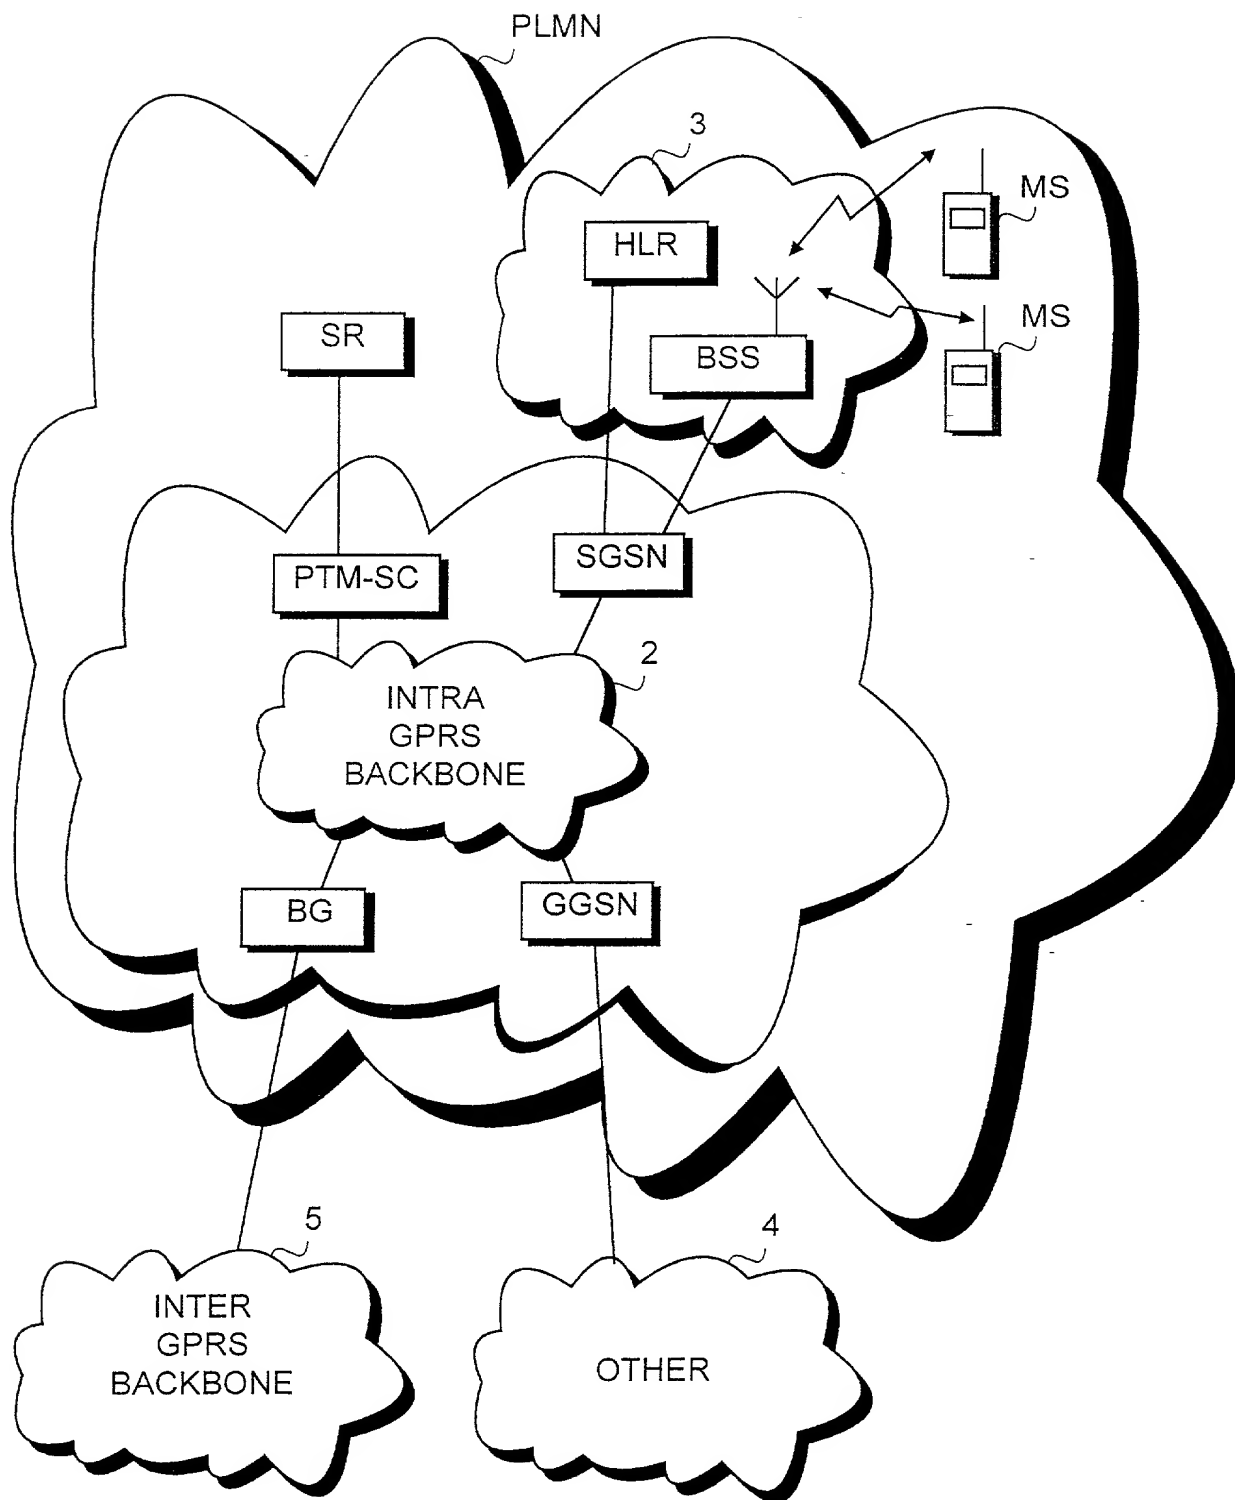 PLMN
3
MS
HLR
MS
SR
BSS
SGSN
PTM-SC
2
INTRA
GPRS
BACKBONE
BG
GGSN
5
4
INTER
GPRS
BACKBONE
OTHER